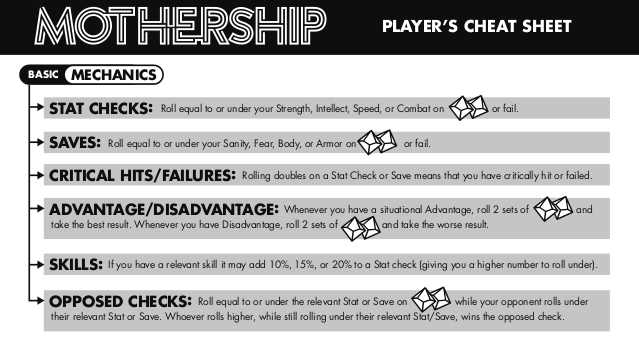 MOTHERSHIP
PLAYER'S CHEAT SHEET
BASIC MECHANICS
STAT CHECKS: Roll equal to or under your Strength, Intellect, Speed, or Combat on or fail.
SAVES: Roll equal to or under your Sanity, Fear, Body, or Armor on or fail.
CRITICAL HITS/FAILURES: Rolling doubles on a Stat Check or Save means that you have critically hit or failed.
ADVANTAGE/DISADVANTAGE: Whenever you have a situational Advantage, roll 2 sets of and
take the best result. Whenever you have Disadvantage, roll 2 sets of and take the worse result.
SKILLS: If you have a relevant skill it may add 10%, 15%, or 20% to a Stat check (giving you a higher number to roll under).
OPPOSED CHECKS: Roll equal to or under the relevant Stat or Save on while your opponent rolls under
their relevant Stat or Save. Whoever rolls higher, while still rolling under their relevant Stat/Save, wins the opposed check.